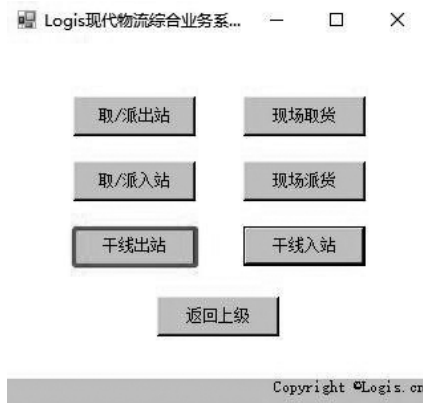 Logis现代物流综合业务系...
取/派出站 现场取货
取/派入站 现场派货
干线出站 干线入站
返回上级
Copyright ©Logis.cn